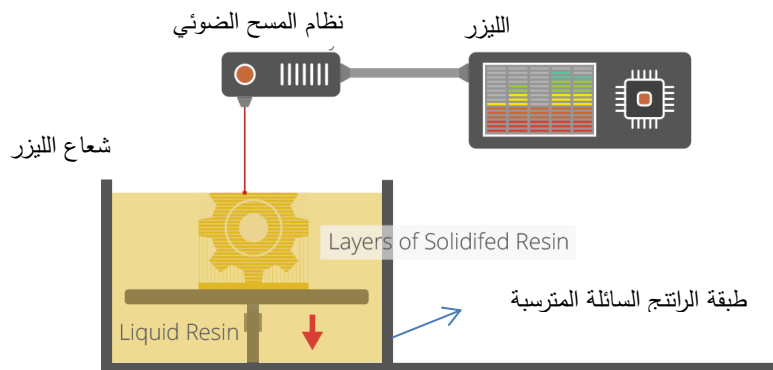 نظام المسح الضوئي
الليزر
شعاع الليزر
Layers of Solidifed Resin
طبقة الراتنج السائلة المترسبة
Liquid Resin